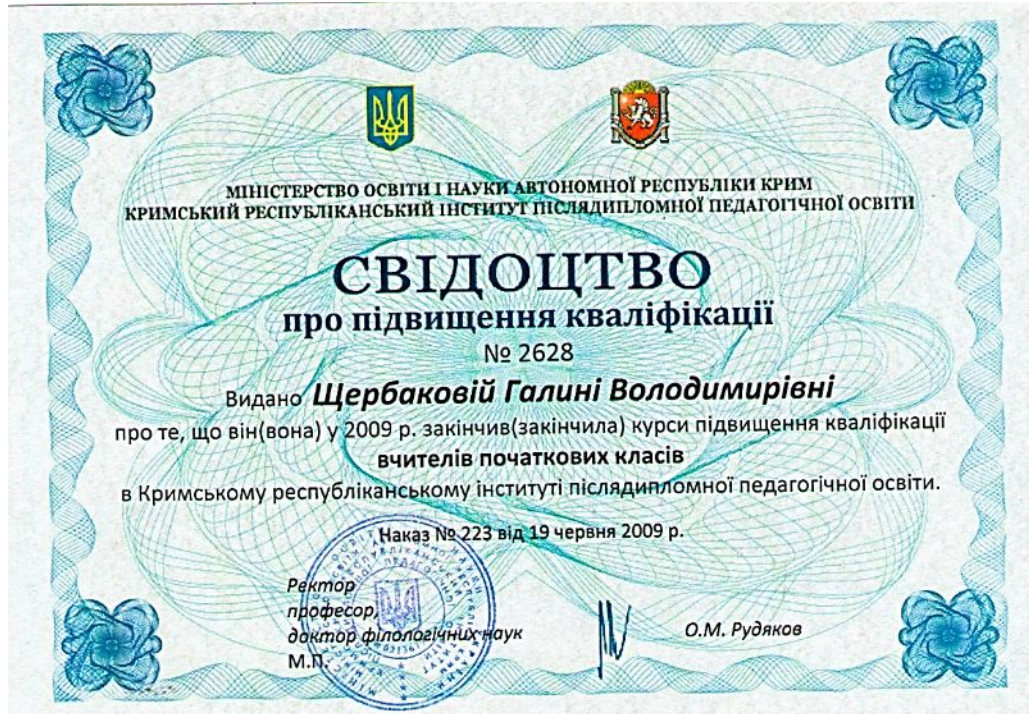 МІНІСТЕРСТВО ОСВІТИ І НАУКИ АВТОНОМНОЇ РЕСПУБЛІКИ КРИМ
КРИМСЬКИЙ РЕСПУБЛІКАНСЬКИЙ ІНСТИТУТ ПІСЛЯДИПЛОМНОЇ ПЕДАГОГІЧНОЇ ОСВІТИ
СВІДОЦТВО
про підвищення кваліфікації
№ 2628
Видано Щербаковій Галині Володимирівні
про те, що він(вона) у 2009 р. закінчив(закінчила) курси підвищення кваліфікації
вчителів початкових класів
в Кримському республіканському інституті післядипломної педагогічної освіти.
Наказ № 223 від 19 червня 2009 р.
Ректор
професор,
доктор філологічних наук
О.М. Рудяков
М.П.